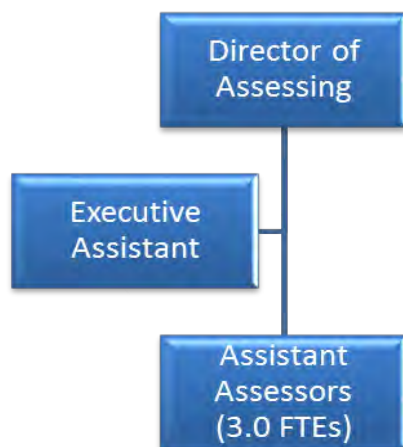 Director of
Assessing
Executive
Assistant
Assistant
Assessors
(3.0 FTEs)